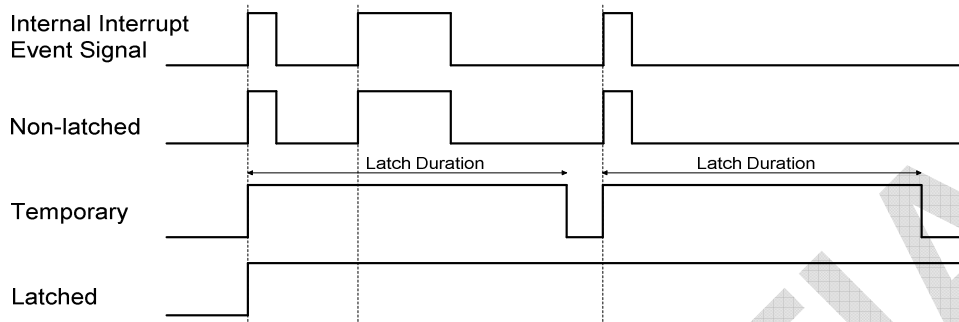 Internal Interrupt
Event Signal
Non-latched
Latch Duration
Latch Duration
Temporary
Latched